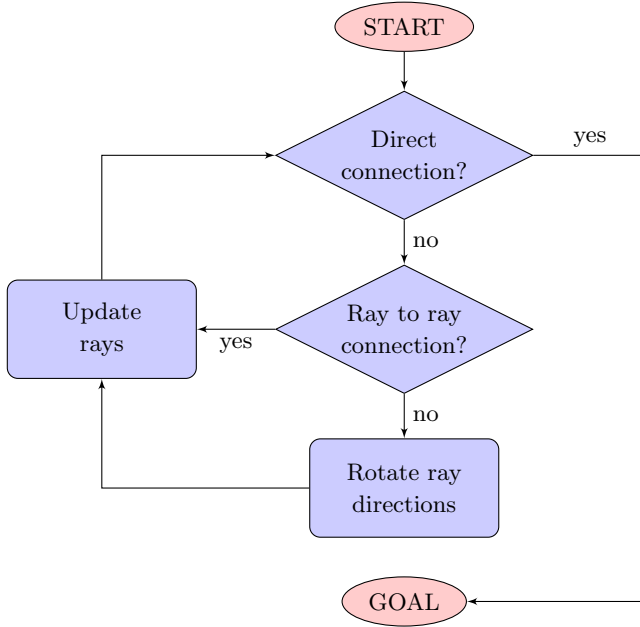 START
Direct
connection?
yes
no
Update
rays
yes
Ray to ray
connection?
no
Rotate ray
directions
GOAL